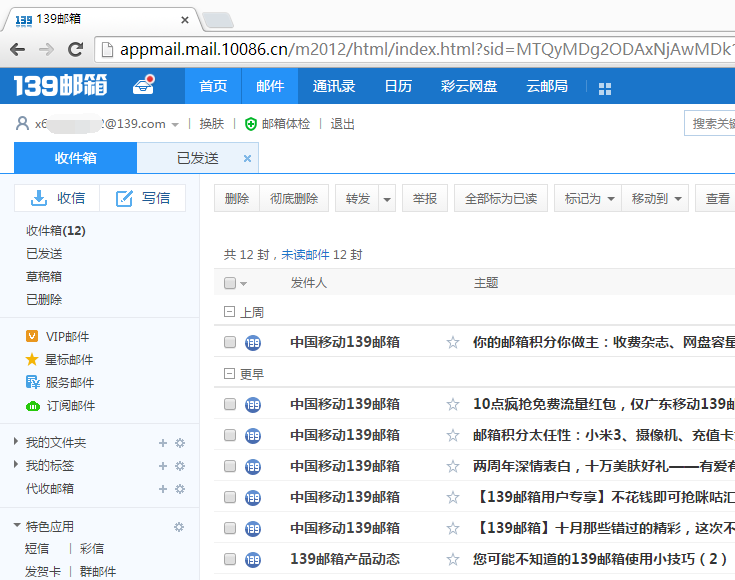 139邮箱
appmail.mail.10086.cn/m2012/html/index.html?sid=MTQyMDg2ODAxNjAwMDk
139邮箱 首页 邮件 通讯录 日历 彩云网盘 云邮局
x6 2@139.com | 换肤 | 邮箱体检 | 退出 搜索关键
收件箱 已发送
收信 写信 删除 彻底删除 转发 举报 全部标为已读 标记为 移动到 查看
收件箱(12)
已发送
草稿箱
已删除
共 12 封，未读邮件 12 封
发件人 主题
上周
VIP邮件
星标邮件
服务邮件
订阅邮件
中国移动139邮箱 你的邮箱积分你做主：收费杂志、网盘容量
更早
中国移动139邮箱 10点疯抢免费流量红包，仅广东移动139邮
中国移动139邮箱 邮箱积分太任性：小米3、摄像机、充值卡
中国移动139邮箱 两周年深情表白，十万美肤好礼——有爱有
中国移动139邮箱 【139邮箱用户专享】不花钱即可抢咪咕汇
中国移动139邮箱 【139邮箱】十月那些错过的精彩，这次不
139邮箱产品动态 您可能不知道的139邮箱使用小技巧（2）
我的文件夹
我的标签
代收邮箱
特色应用
短信 | 彩信
发贺卡 | 群邮件